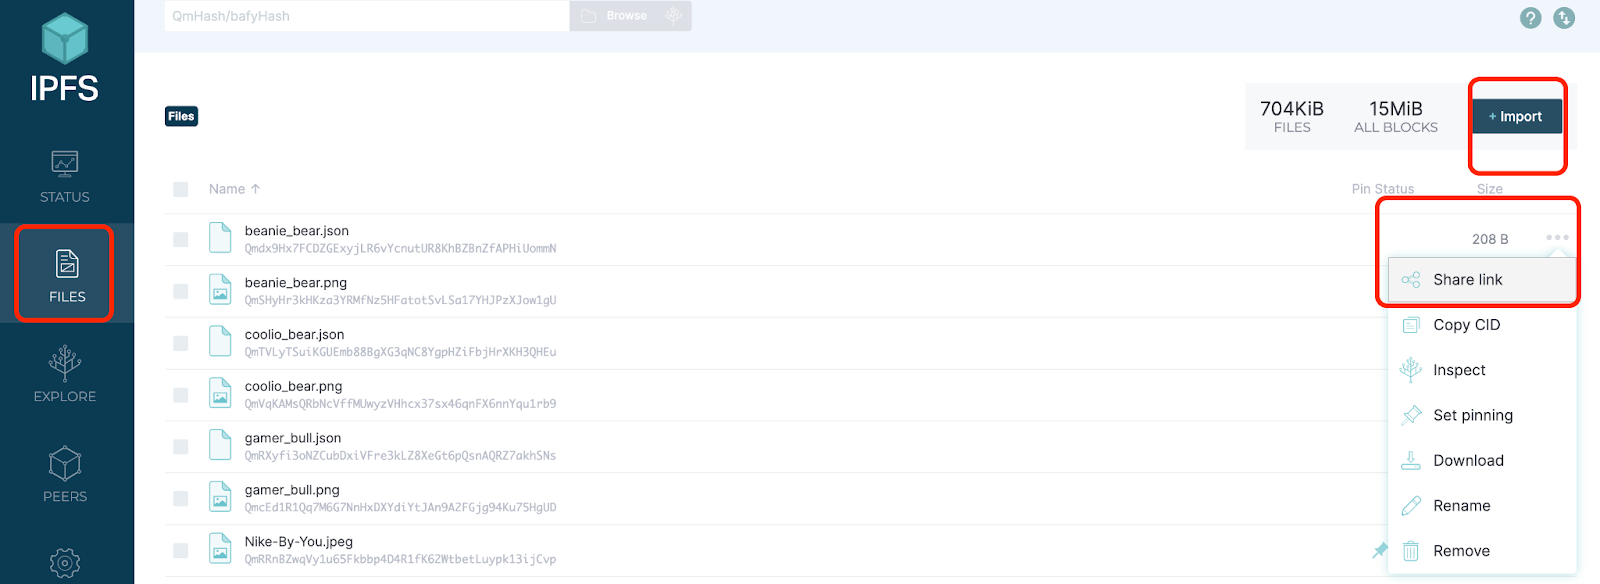 QmHash/bafyHash
Browse
IPFS
STATUS
FILES
EXPLORE
PEERS
Files
704KiB
FILES
15MiB
ALL BLOCKS
+ Import
Name ↑
Pin Status
Size
beanie_bear.json
Qmdx9Hx7FCDZGExyjLR6vYcnutUR8KhBZBnZfAPHiUommN
208 B
beanie_bear.png
QmSHyHr3kHKza3YRMfNz5HFatotSvLSa17YHJPzXJow1gU
coolio_bear.json
QmTVLyTSuiKGUEmb88BgXG3qNC8YgpHZiFbjHrXKH3QHEu
coolio_bear.png
QmVqKAMsQRbNcVffMUwyzVHhcx37sx46qnFX6nnYqu1rb9
gamer_bull.json
QmRXyfi3oNZCubDxiVFre3kLZ8XeGt6pQsnAQRZ7akhSNs
gamer_bull.png
QmcEd1R1Qq7M6G7NnHxDXYdiYtJAn9A2FGjg94Ku75HgUD
Nike-By-You.jpeg
QmRRnBZwqVy1u65Fkbbp4D4R1fK6ZWtbetLuypk13ijCvp
Share link
Copy CID
Inspect
Set pinning
Download
Rename
Remove